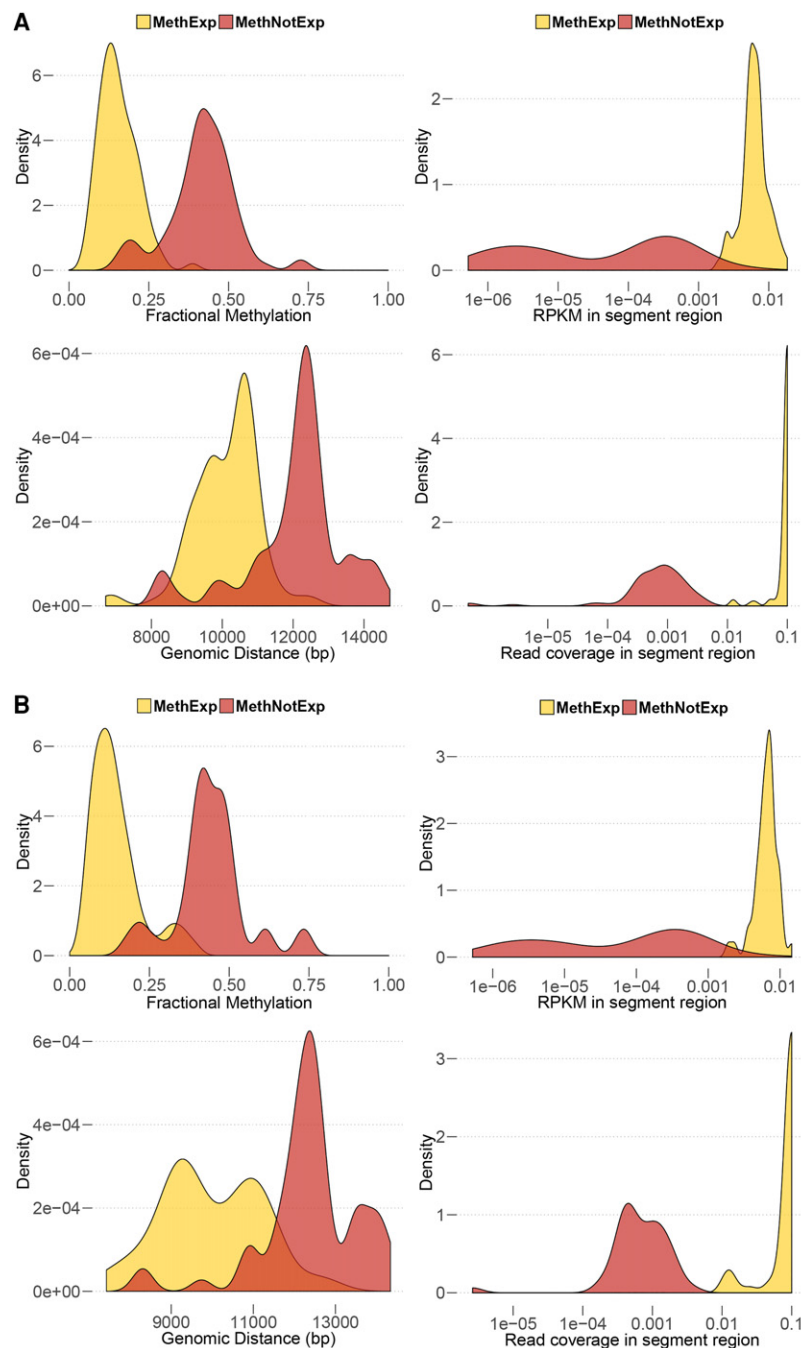 A
MethExp MethNotExp
Density
6
4
2
0
0.00 0.25 0.50 0.75 1.00
Fractional Methylation
MethExp MethNotExp
Density
2
1
0
1e-06 1e-05 1e-04 0.001 0.01
RPKM in segment region
Density
6e-04
4e-04
2e-04
0e+00
8000 10000 12000 14000
Genomic Distance (bp)
Density
6
4
2
0
1e-05 1e-04 0.001 0.01 0.1
Read coverage in segment region
B
MethExp MethNotExp
Density
6
4
2
0
0.00 0.25 0.50 0.75 1.00
Fractional Methylation
MethExp MethNotExp
Density
3
2
1
0
1e-06 1e-05 1e-04 0.001 0.01
RPKM in segment region
Density
6e-04
4e-04
2e-04
0e+00
9000 11000 13000
Genomic Distance (bp)
Density
3
2
1
0
1e-05 1e-04 0.001 0.01 0.1
Read coverage in segment region